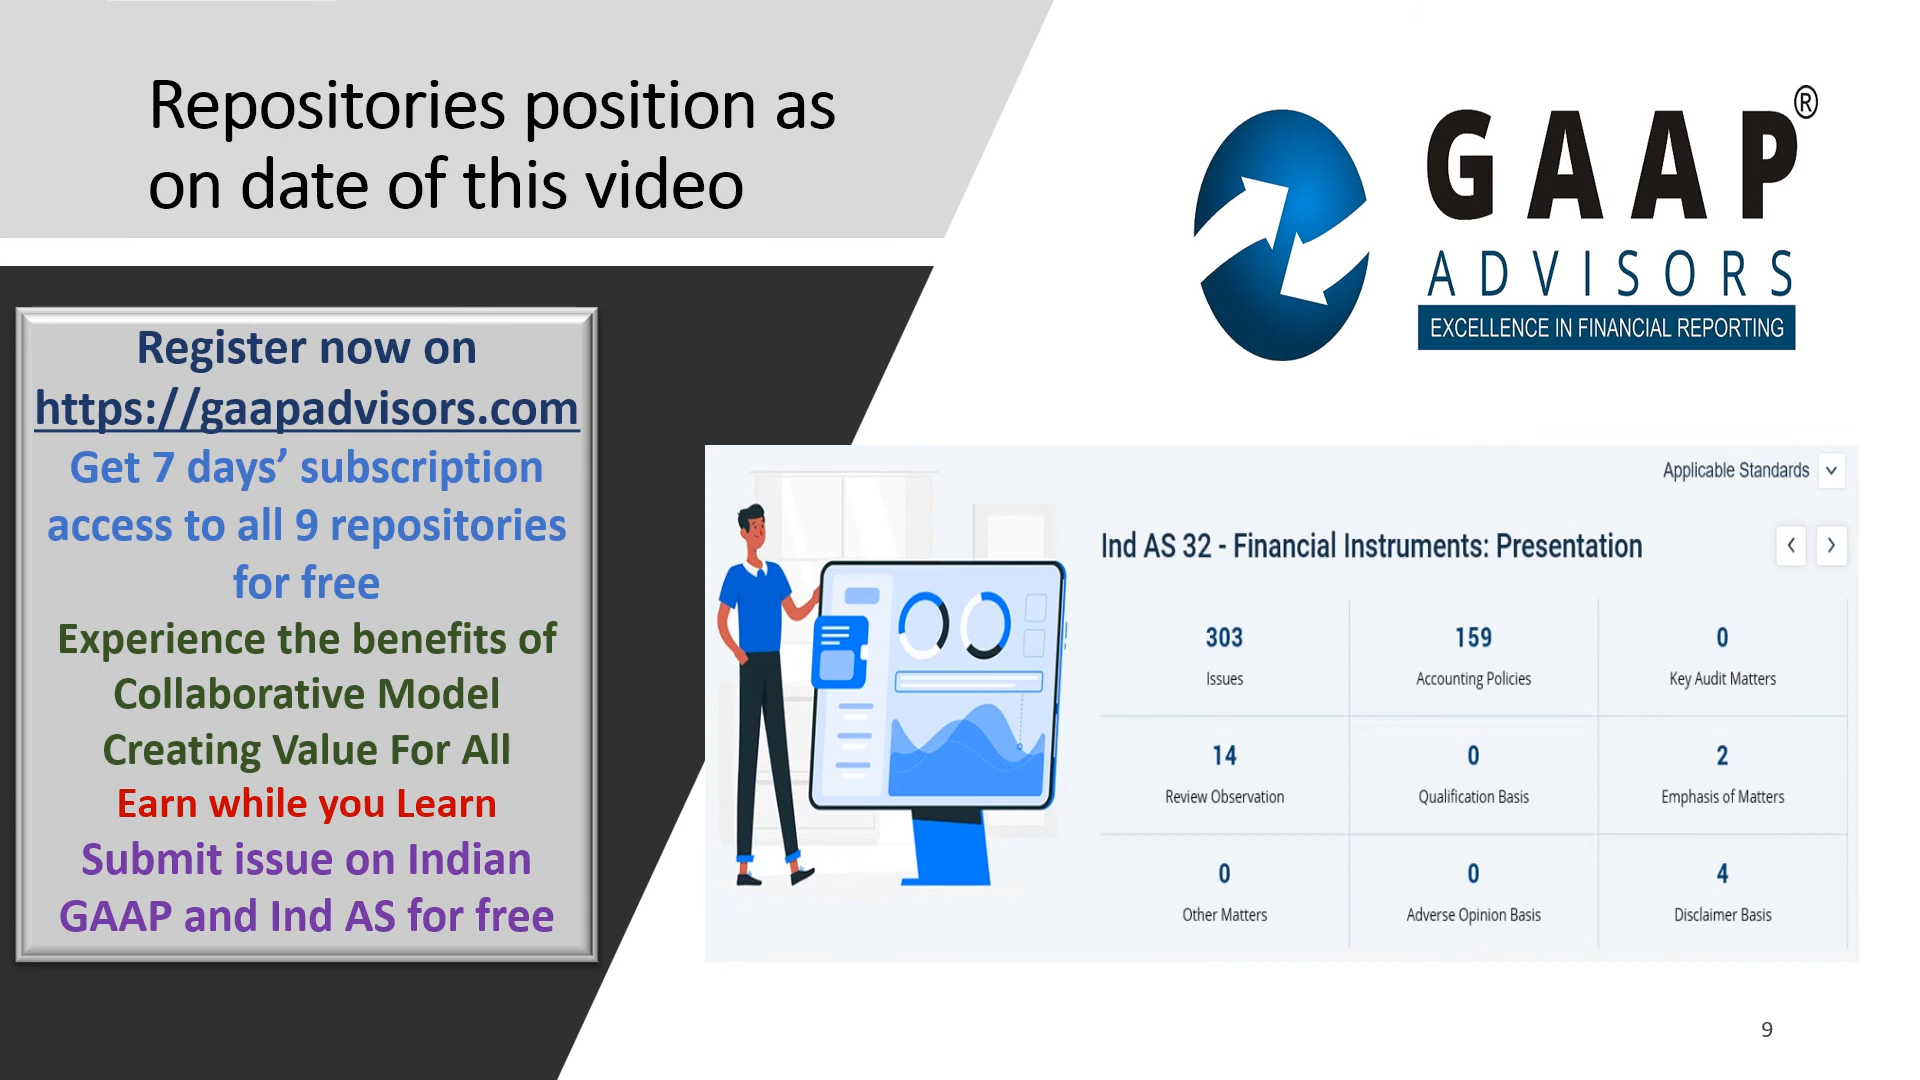 Repositories position as
on date of this video
GAAP®
ADVISORS
EXCELLENCE IN FINANCIAL REPORTING
Register now on
https://gaapadvisors.com
Get 7 days’ subscription
access to all 9 repositories
for free
Experience the benefits of
Collaborative Model
Creating Value For All
Earn while you Learn
Submit issue on Indian
GAAP and Ind AS for free
Applicable Standards
Ind AS 32 - Financial Instruments: Presentation
303 159 0
Issues Accounting Policies Key Audit Matters
14 0 2
Review Observation Qualification Basis Emphasis of Matters
0 0 4
Other Matters Adverse Opinion Basis Disclaimer Basis
9